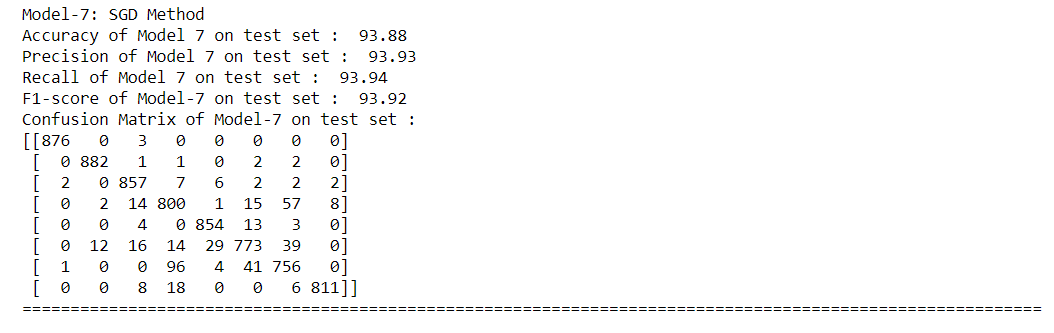 Model-7: SGD Method
Accuracy of Model 7 on test set :  93.88
Precision of Model 7 on test set :  93.93
Recall of Model 7 on test set :  93.94
F1-score of Model-7 on test set :  93.92
Confusion Matrix of Model-7 on test set :
[[876   0   3   0   0   0   0   0]
 [  0 882   1   1   0   2   2   0]
 [  2   0 857   7   6   2   2   2]
 [  0   2  14 800   1  15  57   8]
 [  0   0   4   0 854  13   3   0]
 [  0  12  16  14  29 773  39   0]
 [  1   0   0  96   4  41 756   0]
 [  0   0   8  18   0   0   6 811]]
==========================================================================================================